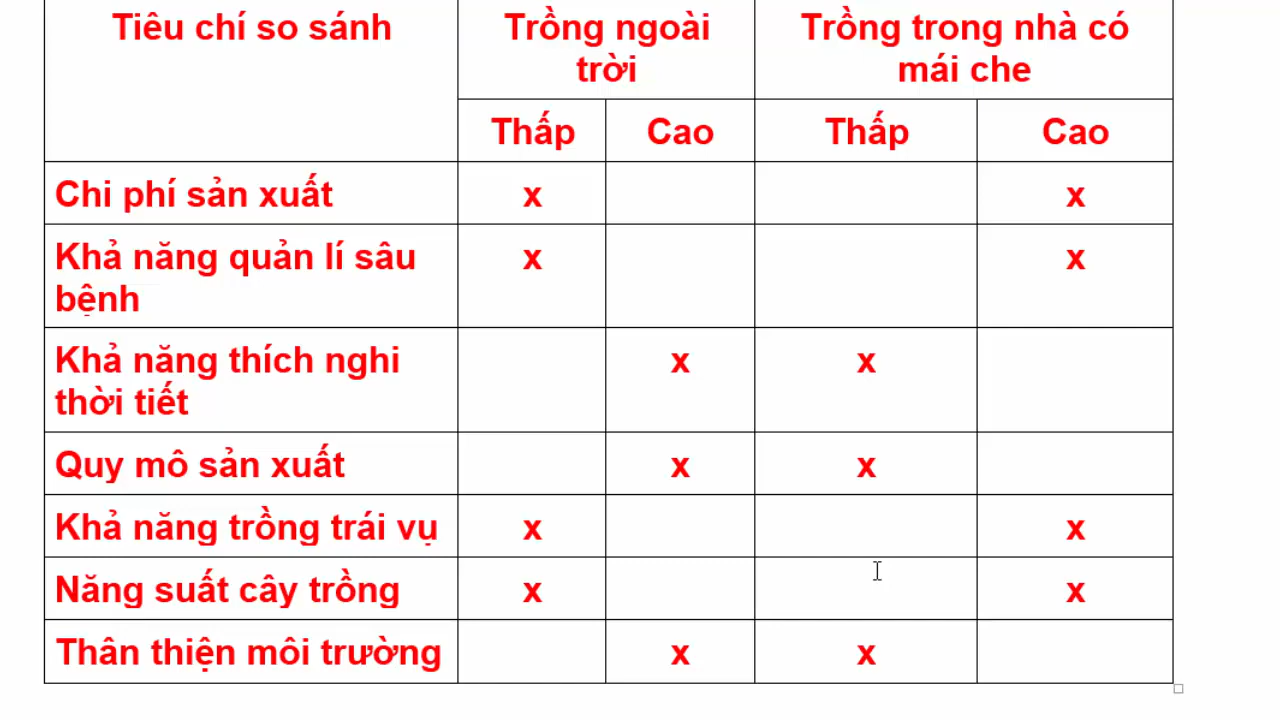 Tiêu chí so sánh
Trồng ngoài
trời
Trồng trong nhà có
mái che
Thấp Cao Thấp Cao
Chi phí sản xuất x x
Khả năng quản lí sâu x x
bệnh
Khả năng thích nghi x x
thời tiết
Quy mô sản xuất x x
Khả năng trồng trái vụ x x
Năng suất cây trồng x x
Thân thiện môi trường x x